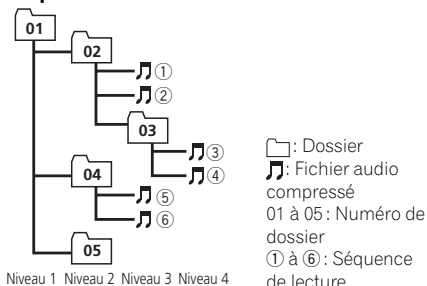 01
02
①
②
03
③
④
04
⑤
⑥
05
Niveau 1 Niveau 2 Niveau 3 Niveau 4
: Dossier
: Fichier audio
compressé
01 à 05 : Numéro de
dossier
① à ⑥ : Séquence
de lecture